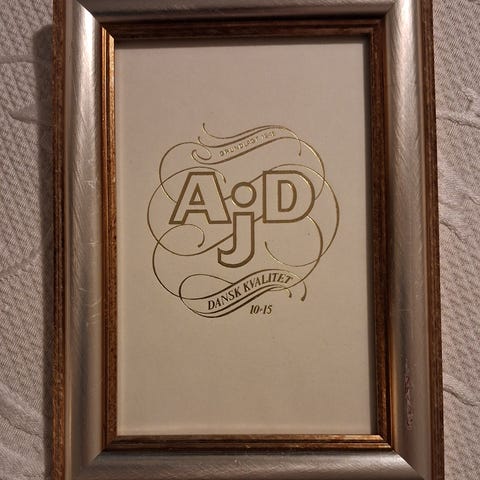 GRUNDLAGT
AjD
DANSK KVALITET
10-15